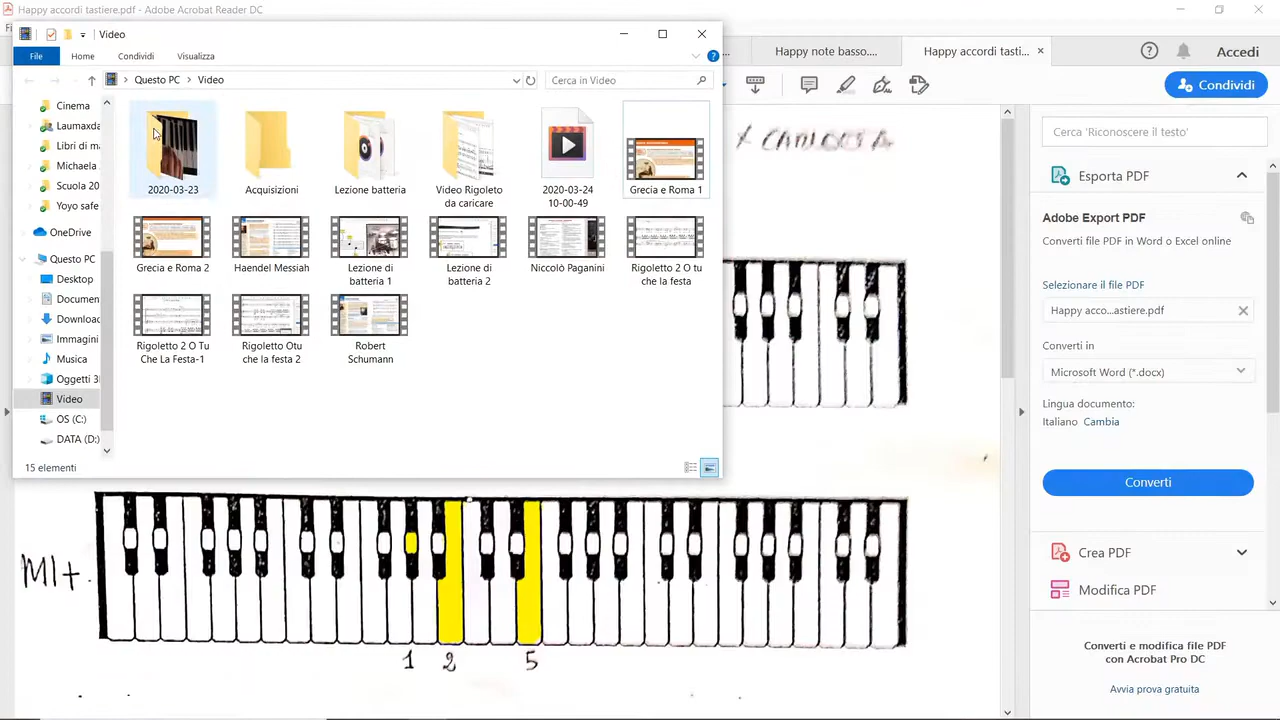 Happy accordi tastiere.pdf - Adobe Acrobat Reader DC
Video
File
Home
Condividi
Visualizza
Questo PC
Video
Cerca in Video
Cinema
Laumaxda
Libri di ma
Michaela
Scuola 20
Yoyo safe
OneDrive
Questo PC
Desktop
Documen
Download
Immagini
Musica
Oggetti 3
Video
OS (C:)
DATA (D:)
2020-03-23
Acquisizioni
Lezione batteria
Video Rigoleto
da caricare
2020-03-24
10-00-49
Grecia e Roma 1
Grecia e Roma 2
Haendel Messiah
Lezione di
batteria 1
Lezione di
batteria 2
Niccolò Paganini
Rigoletto 2 O tu
che la festa
Rigoletto 2 O Tu
Che La Festa-1
Rigoletto Otu
che la festa 2
Robert
Schumann
15 elementi
Happy note basso....
Happy accordi tasti...
Accedi
Condividi
Cerca 'Riconoscere il testo'
Esporta PDF
Adobe Export PDF
Converti file PDF in Word o Excel online
Selezionare il file PDF
Happy acco...astiere.pdf
Converti in
Microsoft Word (*.docx)
Lingua documento:
Italiano Cambia
Converti
Crea PDF
Modifica PDF
Converti e modifica file PDF
con Acrobat Pro DC
Avvia prova gratuita
MI+.
1 2 5